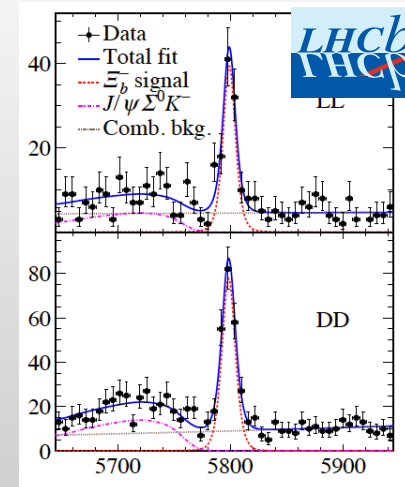 LHCb
LHCb
Data
Total fit
Ξb⁻ signal
J/ψ Σ⁰K⁻
Comb. bkg.
LL
40
20
DD
80
60
40
20
0
5700 5800 5900